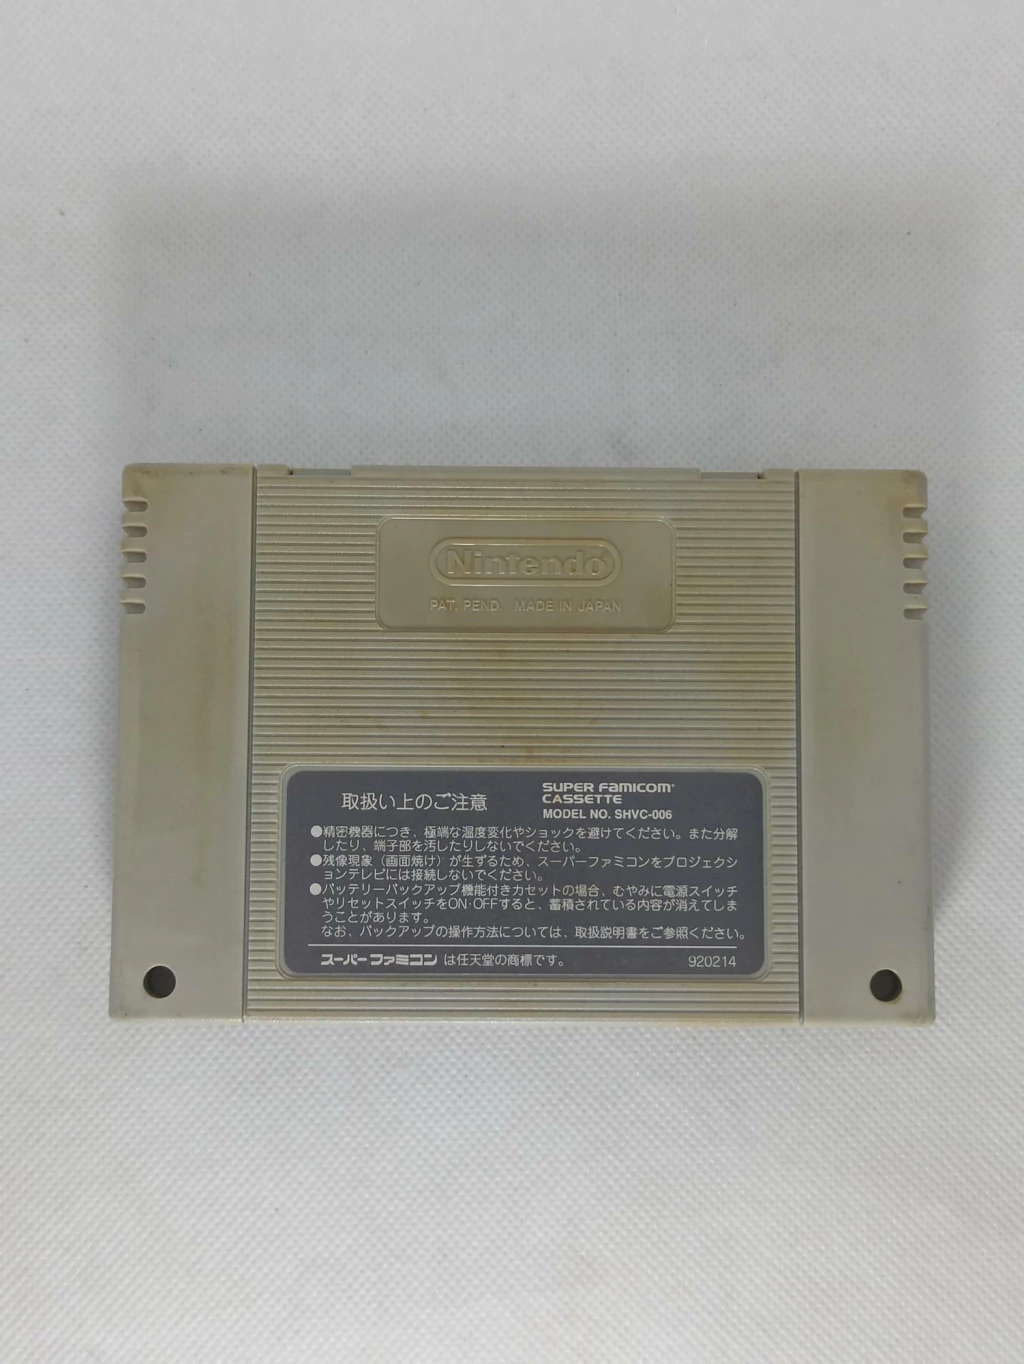 Nintendo
PAT. PEND. MADE IN JAPAN
取扱い上のご注意
SUPER FAMICOM
CASSETTE
MODEL NO. SHVC-006
●精密機器につき、極端な温度変化やショックを避けてください。また分解
したり、端子部を汚したりしないでください。
●残像現象（画面焼け）が生ずるため、スーパーファミコンをプロジェクシ
ョンテレビには接続しないでください。
●バッテリーバックアップ機能付きカセットの場合、むやみに電源スイッチ
やリセットスイッチをON・OFFすると、蓄積されている内容が消えてしま
うことがあります。
なお、バックアップの操作方法については、取扱説明書をご参照ください。
スーパーファミコン は任天堂の商標です。
920214